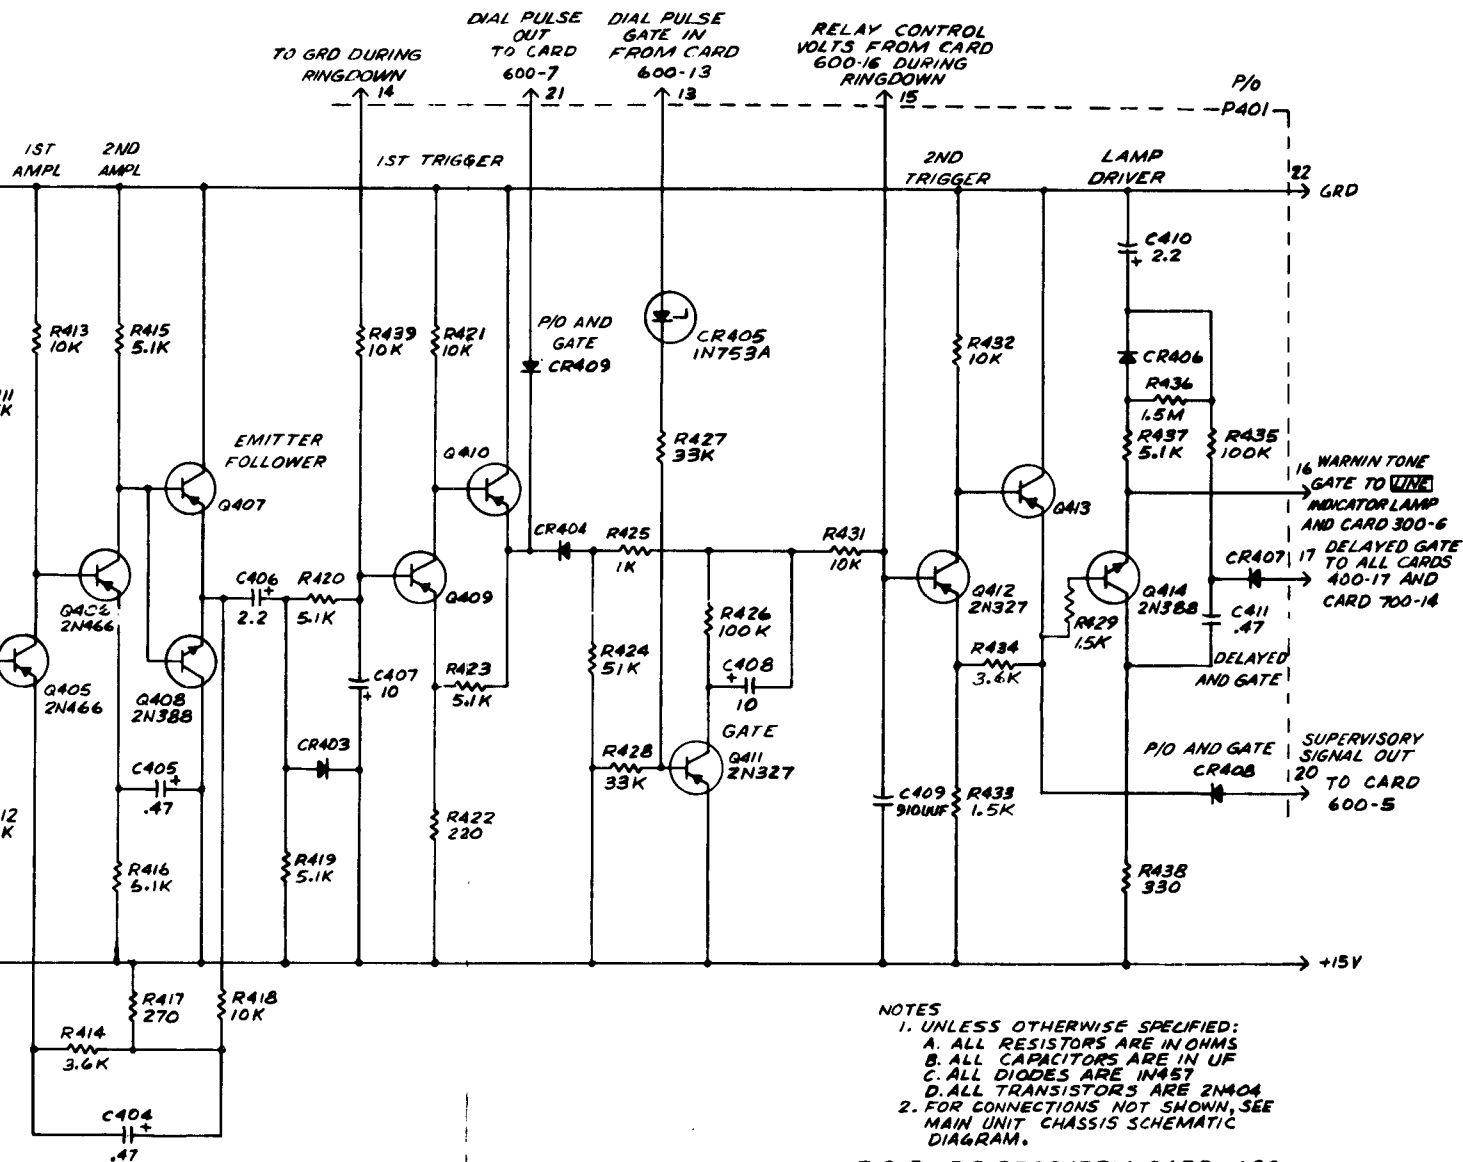 TO GRD DURING
RINGDOWN
14
DIAL PULSE
OUT
TO CARD
600-7
21
DIAL PULSE
GATE IN
FROM CARD
600-13
13
RELAY CONTROL
VOLTS FROM CARD
600-16 DURING
RINGDOWN
15
P/O
P401
1ST
AMPL
2ND
AMPL
1ST TRIGGER
2ND
TRIGGER
LAMP
DRIVER
22
GRD
C410
2.2
R413
10K
R415
5.1K
R439
10K
R421
10K
P/O AND
GATE
CR409
CR405
1N753A
R432
10K
CR406
R436
1.5M
R437
5.1K
R435
100K
EMITTER
FOLLOWER
Q407
Q410
R427
33K
Q413
16
WARNIN TONE
GATE TO LINE
INDICATOR LAMP
AND CARD 300-6
17
DELAYED GATE
TO ALL CARDS
400-17 AND
CARD 700-14
CR404
R425
1K
R431
10K
CR407
2N466
C406
+
2.2
R420
5.1K
Q409
Q412
2N327
R429
1.5K
Q414
2N388
C411
.47
Q405
2N466
Q408
2N388
C407
10
+
R423
5.1K
R424
51K
R426
100K
C408
+
10
R434
3.6K
DELAYED
AND GATE
CR403
C405
+
.47
R428
33K
GATE
Q411
2N327
P/O AND GATE
CR408
SUPERVISORY
SIGNAL OUT
20
TO CARD
600-5
12
K
R422
220
C409
910UUF
R433
1.5K
R416
5.1K
R419
5.1K
R438
330
+15V
R417
270
R418
10K
R414
3.6K
C404
+
.47
NOTES
1. UNLESS OTHERWISE SPECIFIED:
A. ALL RESISTORS ARE IN OHMS
B. ALL CAPACITORS ARE IN UF
C. ALL DIODES ARE 1N457
D. ALL TRANSISTORS ARE 2N404
2. FOR CONNECTIONS NOT SHOWN, SEE
MAIN UNIT CHASSIS SCHEMATIC
DIAGRAM.